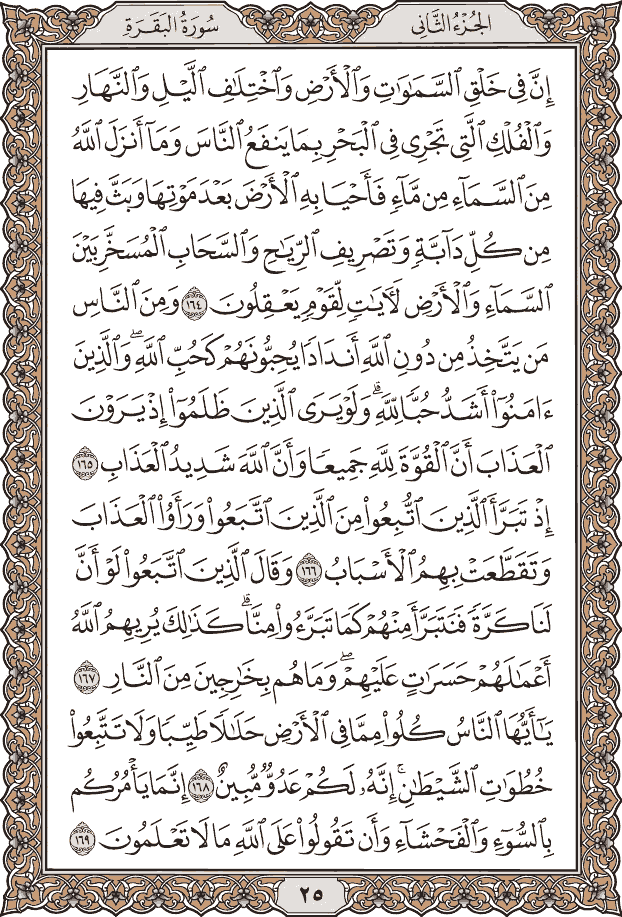 الجُزْءُ الثَّانِي
سُورَةُ البَقَرَةِ
إِنَّ فِي خَلْقِ ٱلسَّمَٰوَٰتِ وَٱلْأَرْضِ وَٱخْتِلَٰفِ ٱلَّيْلِ وَٱلنَّهَارِ
وَٱلْفُلْكِ ٱلَّتِي تَجْرِي فِي ٱلْبَحْرِ بِمَا يَنفَعُ ٱلنَّاسَ وَمَآ أَنزَلَ ٱللَّهُ
مِنَ ٱلسَّمَآءِ مِن مَّآءٍ فَأَحْيَا بِهِ ٱلْأَرْضَ بَعْدَ مَوْتِهَا وَبَثَّ فِيهَا
مِن كُلِّ دَآبَّةٍ وَتَصْرِيفِ ٱلرِّيَٰحِ وَٱلسَّحَابِ ٱلْمُسَخَّرِ بَيْنَ
ٱلسَّمَآءِ وَٱلْأَرْضِ لَأٓيَٰتٍ لِّقَوْمٍ يَعْقِلُونَ ١٦٤ وَمِنَ ٱلنَّاسِ
مَن يَتَّخِذُ مِن دُونِ ٱللَّهِ أَندَادًا يُحِبُّونَهُمْ كَحُبِّ ٱللَّهِۖ وَٱلَّذِينَ
ءَامَنُوٓا۟ أَشَدُّ حُبًّا لِّلَّهِۗ وَلَوْ يَرَى ٱلَّذِينَ ظَلَمُوٓا۟ إِذْ يَرَوْنَ
ٱلْعَذَابَ أَنَّ ٱلْقُوَّةَ لِلَّهِ جَمِيعًا وَأَنَّ ٱللَّهَ شَدِيدُ ٱلْعَذَابِ ١٦٥
إِذْ تَبَرَّأَ ٱلَّذِينَ ٱتُّبِعُوا۟ مِنَ ٱلَّذِينَ ٱتَّبَعُوا۟ وَرَأَوُا۟ ٱلْعَذَابَ
وَتَقَطَّعَتْ بِهِمُ ٱلْأَسْبَابُ ١٦٦ وَقَالَ ٱلَّذِينَ ٱتَّبَعُوا۟ لَوْ أَنَّ
لَنَا كَرَّةً فَنَتَبَرَّأَ مِنْهُمْ كَمَا تَبَرَّءُوا۟ مِنَّاۗ كَذَٰلِكَ يُرِيهِمُ ٱللَّهُ
أَعْمَٰلَهُمْ حَسَرَٰتٍ عَلَيْهِمْۖ وَمَا هُم بِخَٰرِجِينَ مِنَ ٱلنَّارِ ١٦٧
يَٰٓأَيُّهَا ٱلنَّاسُ كُلُوا۟ مِمَّا فِي ٱلْأَرْضِ حَلَٰلًا طَيِّبًا وَلَا تَتَّبِعُوا۟
خُطُوَٰتِ ٱلشَّيْطَٰنِۚ إِنَّهُۥ لَكُمْ عَدُوٌّ مُّبِينٌ ١٦٨ إِنَّمَا يَأْمُرُكُم
بِٱلسُّوٓءِ وَٱلْفَحْشَآءِ وَأَن تَقُولُوا۟ عَلَى ٱللَّهِ مَا لَا تَعْلَمُونَ ١٦٩
٢٥